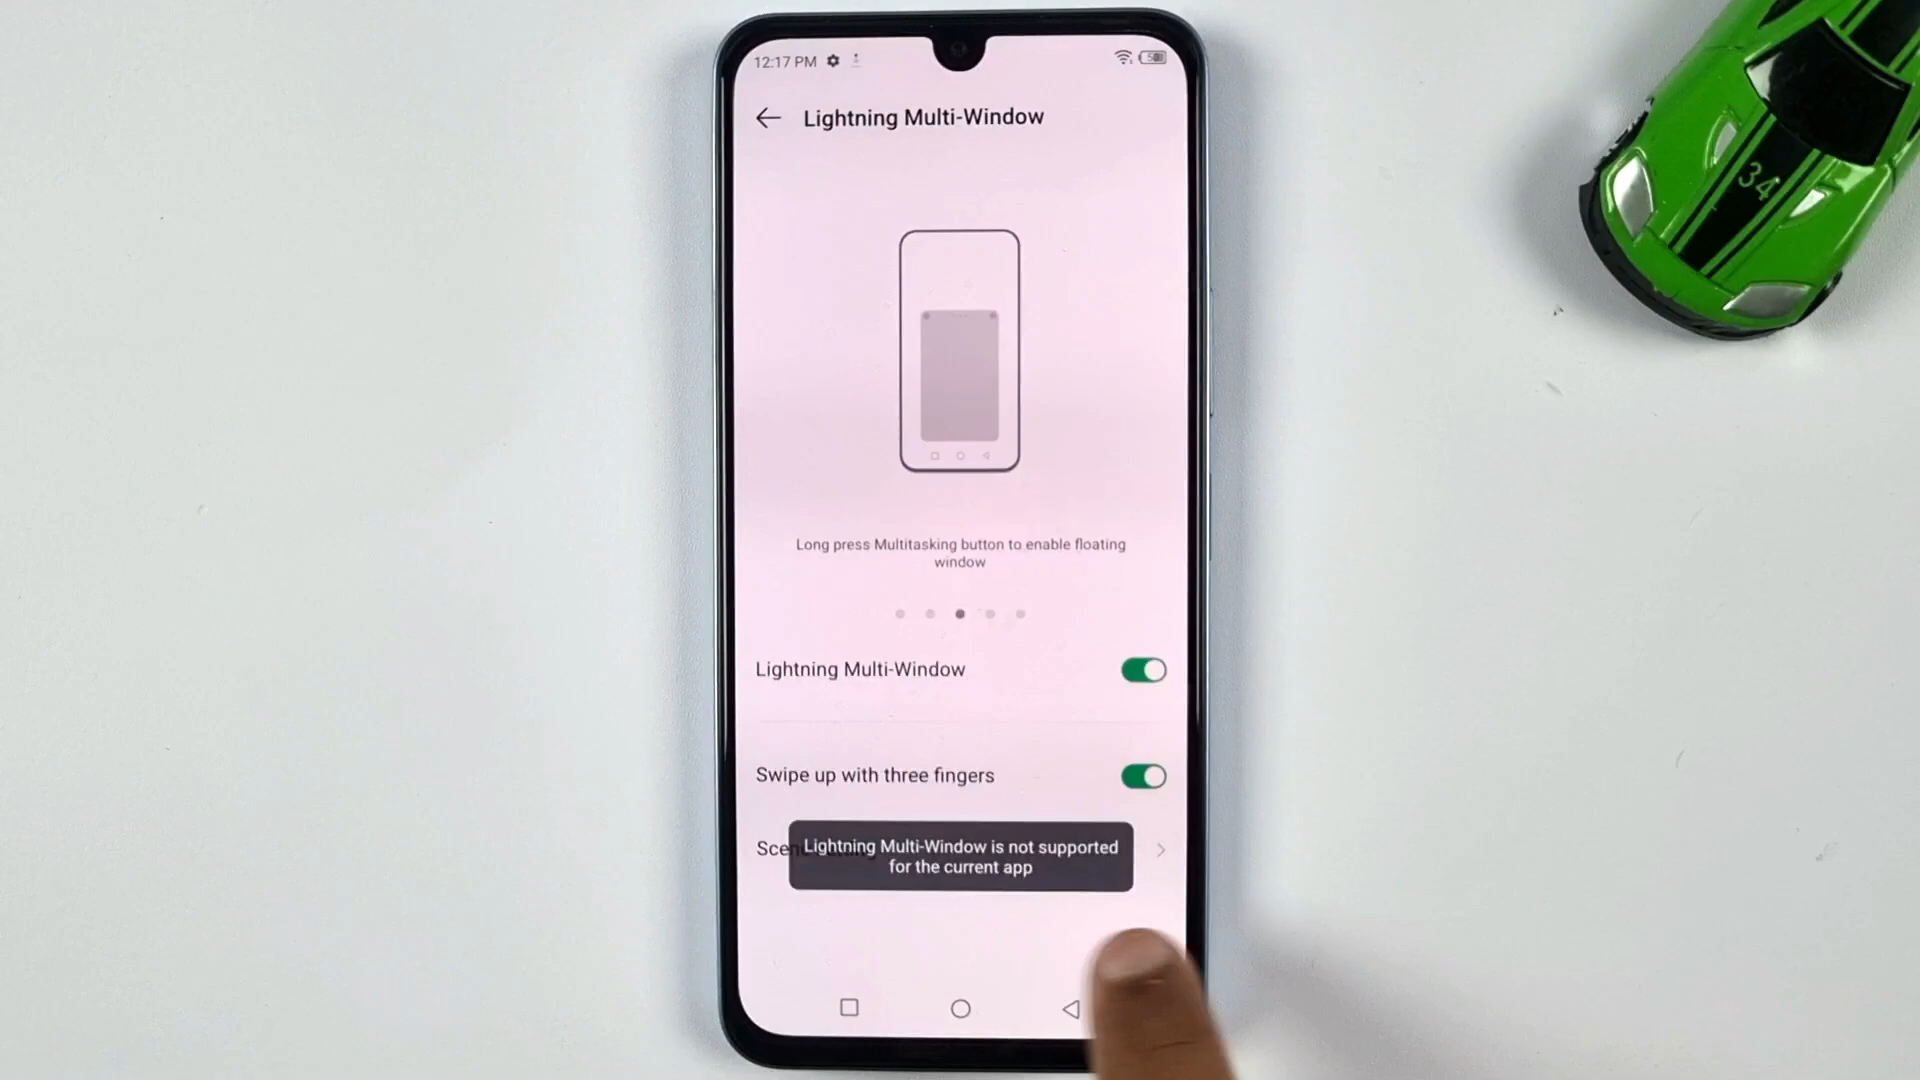 12:17 PM
Lightning Multi-Window
Long press Multitasking button to enable floating
window
Lightning Multi-Window
Swipe up with three fingers
Lightning Multi-Window is not supported
for the current app
34